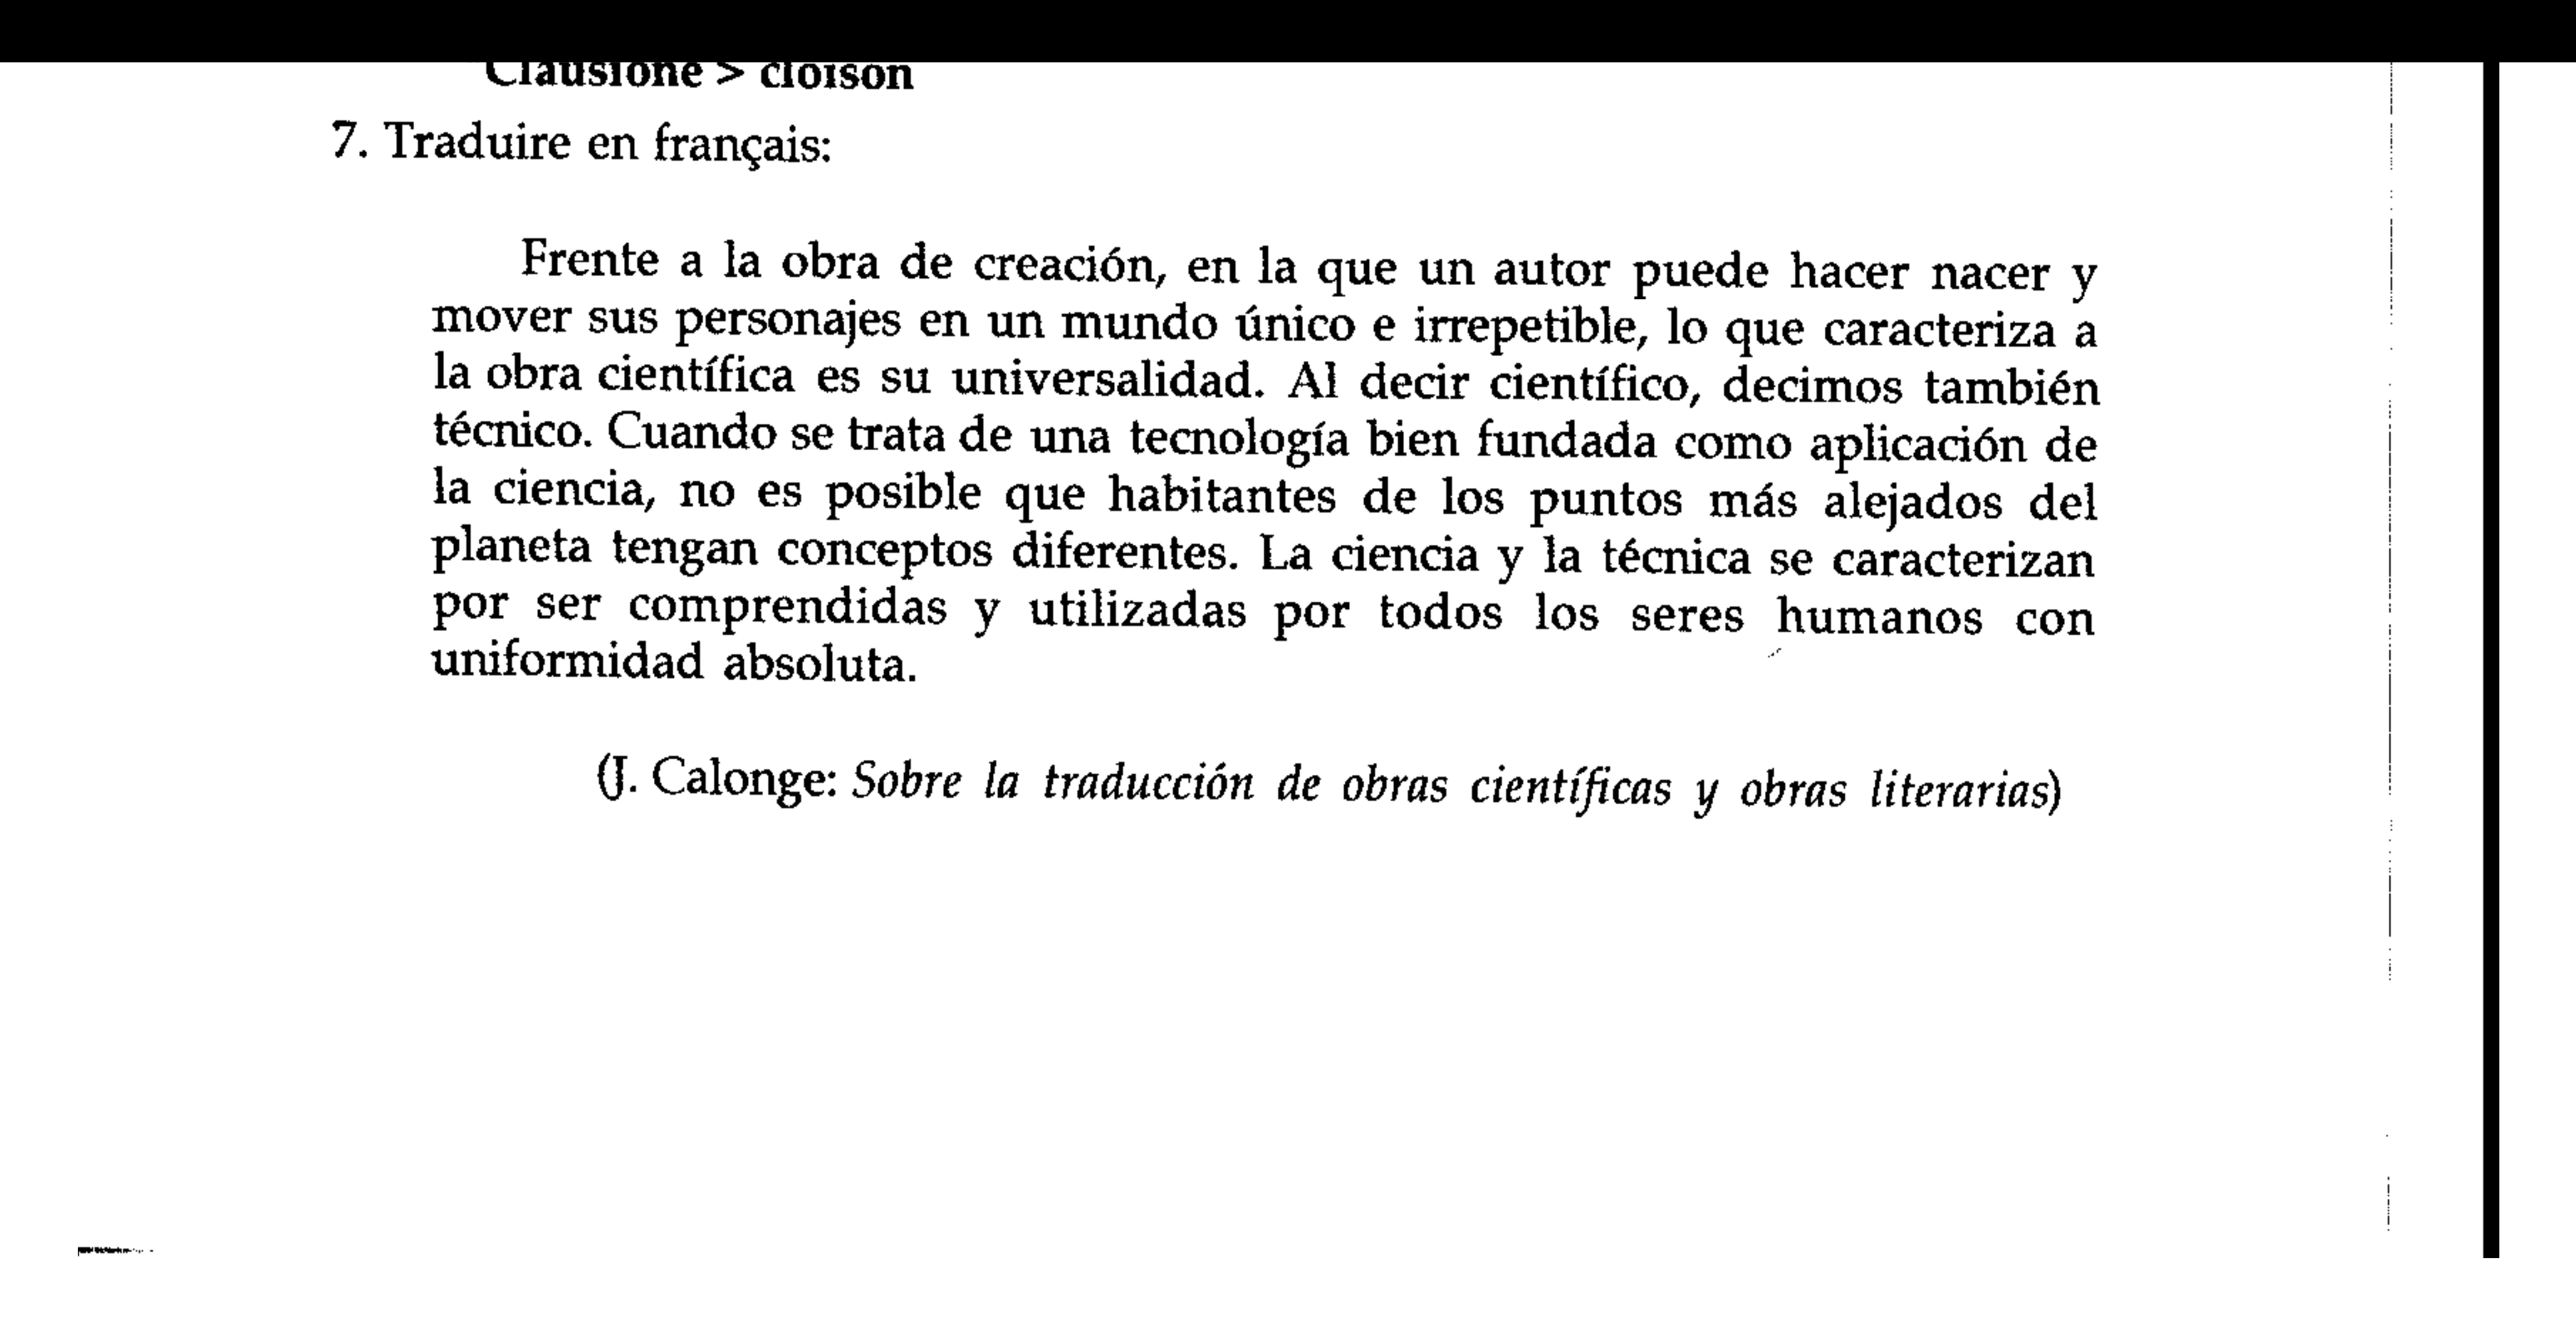 Clausione > cloison
7. Traduire en français:
Frente a la obra de creación, en la que un autor puede hacer nacer y
mover sus personajes en un mundo único e irrepetible, lo que caracteriza a
la obra científica es su universalidad. Al decir científico, decimos también
técnico. Cuando se trata de una tecnología bien fundada como aplicación de
la ciencia, no es posible que habitantes de los puntos más alejados del
planeta tengan conceptos diferentes. La ciencia y la técnica se caracterizan
por ser comprendidas y utilizadas por todos los seres humanos con
uniformidad absoluta.
(J. Calonge: Sobre la traducción de obras científicas y obras literarias)